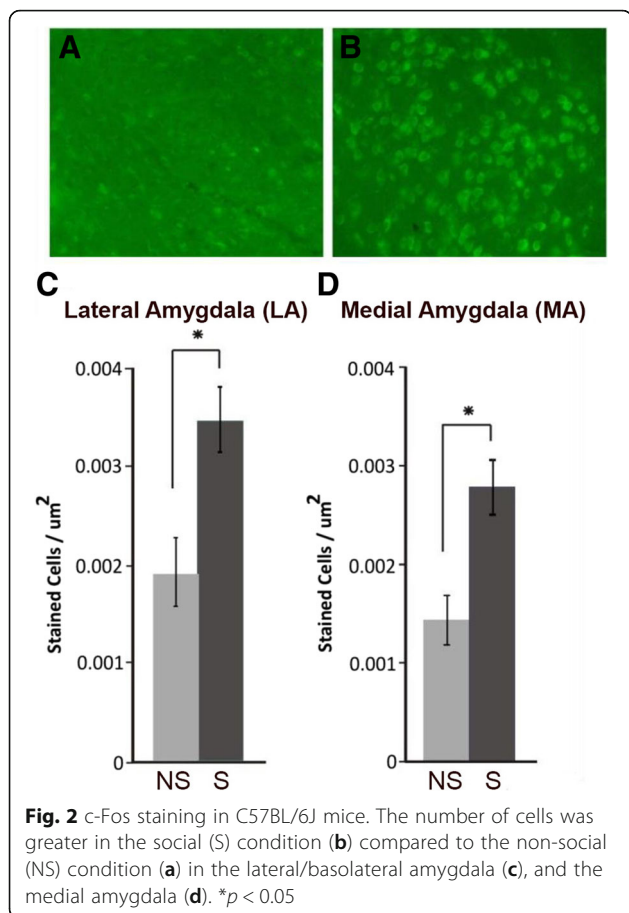 A
B
C
D
Lateral Amygdala (LA)
Medial Amygdala (MA)
*
*
0.004
0.003
0.002
0.001
0
Stained Cells / um²
NS S
0.004
0.003
0.002
0.001
0
Stained Cells / um²
NS S
Fig. 2 c-Fos staining in C57BL/6J mice. The number of cells was
greater in the social (S) condition (b) compared to the non-social
(NS) condition (a) in the lateral/basolateral amygdala (c), and the
medial amygdala (d). *p < 0.05